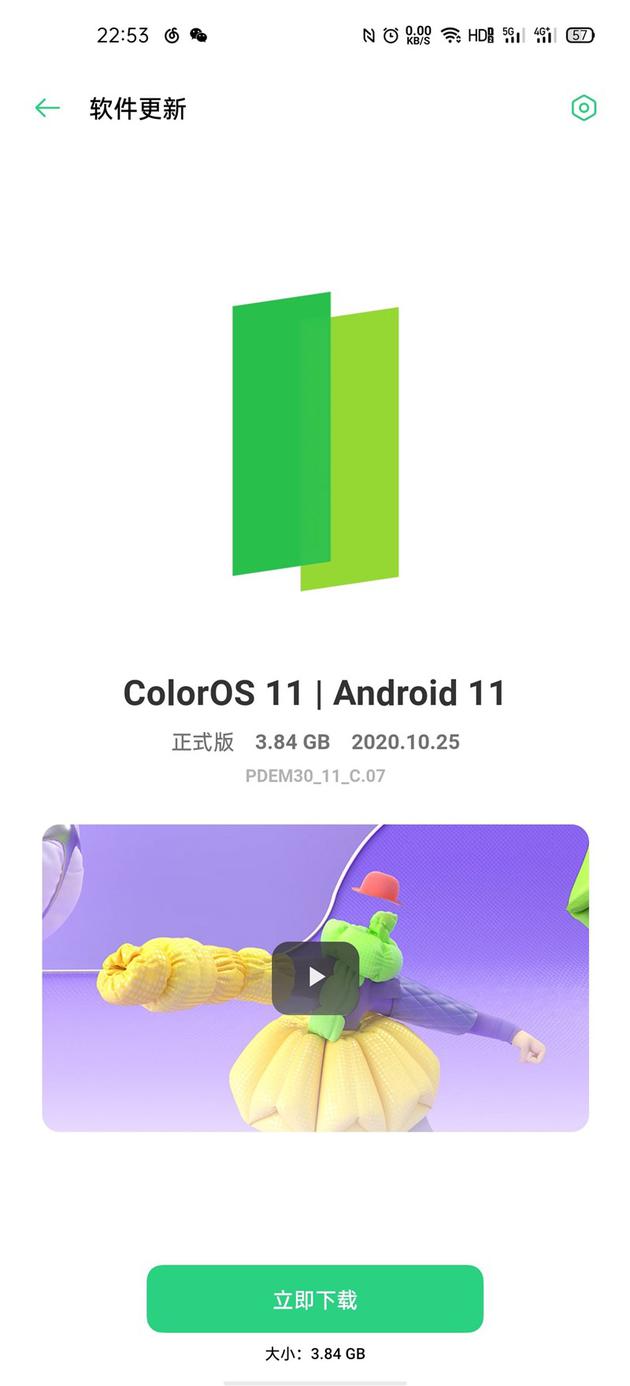 22:53 0.00 KB/S HD 5G 4G+ 57
软件更新
ColorOS 11 | Android 11
正式版 3.84 GB 2020.10.25
PDEM30_11_C.07
立即下载
大小：3.84 GB